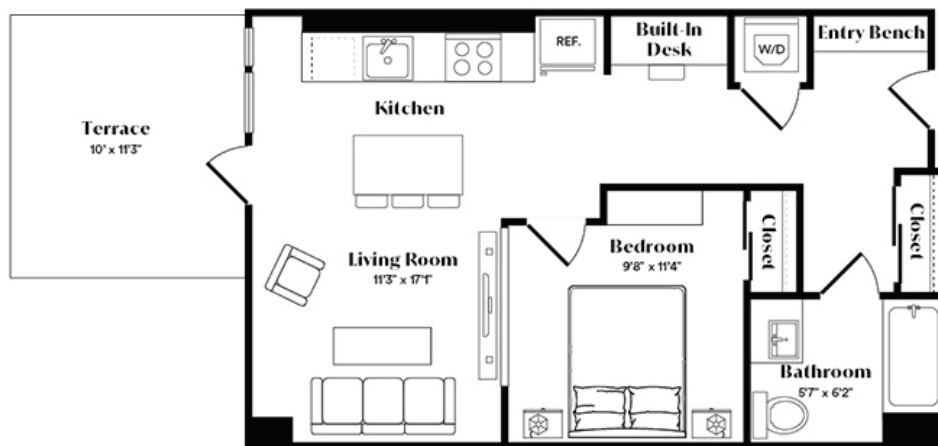 Terrace
10' x 11'3"
Kitchen
REF.
Built-In
Desk
W/D
Entry Bench
Living Room
11'3" x 17'1"
Bedroom
9'8" x 11'4"
Closet
Closet
Bathroom
5'7" x 6'2"